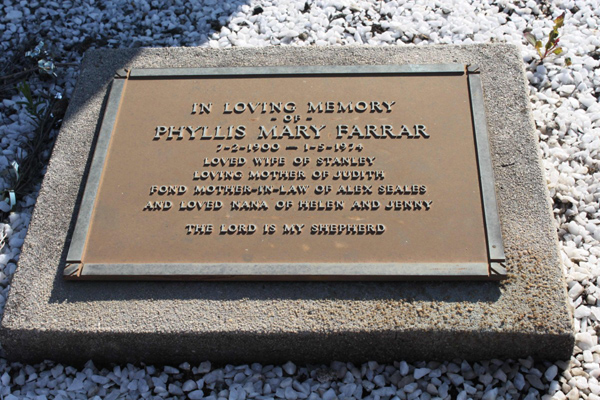 IN LOVING MEMORY
- OF -
PHYLLIS MARY FARRAR
7-2-1900 — 1-5-1974
LOVED WIFE OF STANLEY
LOVING MOTHER OF JUDITH
FOND MOTHER-IN-LAW OF ALEX SEALES
AND LOVED NANA OF HELEN AND JENNY
THE LORD IS MY SHEPHERD